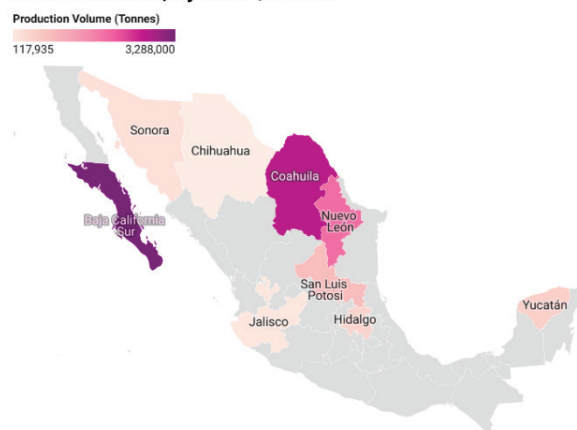 Production Volume (Tonnes)
117,935
3,288,000
Sonora
Chihuahua
Coahuila
Baja California
Sur
Nuevo
León
San Luis
Potosi
Jalisco
Hidalgo
Yucatán